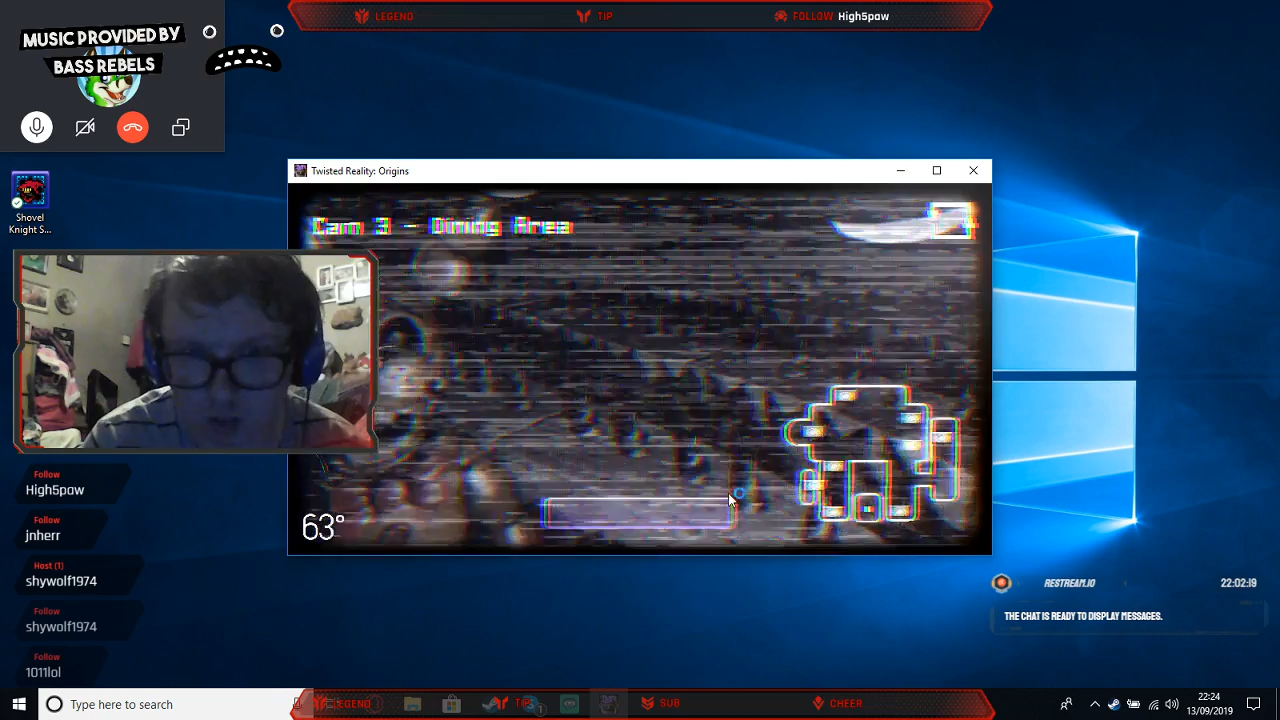 LEGEND
TIP
FOLLOW High5paw
MUSIC PROVIDED BY
BASS REBELS
Twisted Reality: Origins
Cam 3 - Dining Area
Shovel
Knight S...
63°
Follow
High5paw
Follow
jnherr
Host (1)
shywolf1974
Follow
shywolf1974
Follow
1011lol
RESTREAM.IO
22:02:19
THE CHAT IS READY TO DISPLAY MESSAGES.
Type here to search
LEGEND
TIP
SUB
CHEER
22:24
13/09/2019